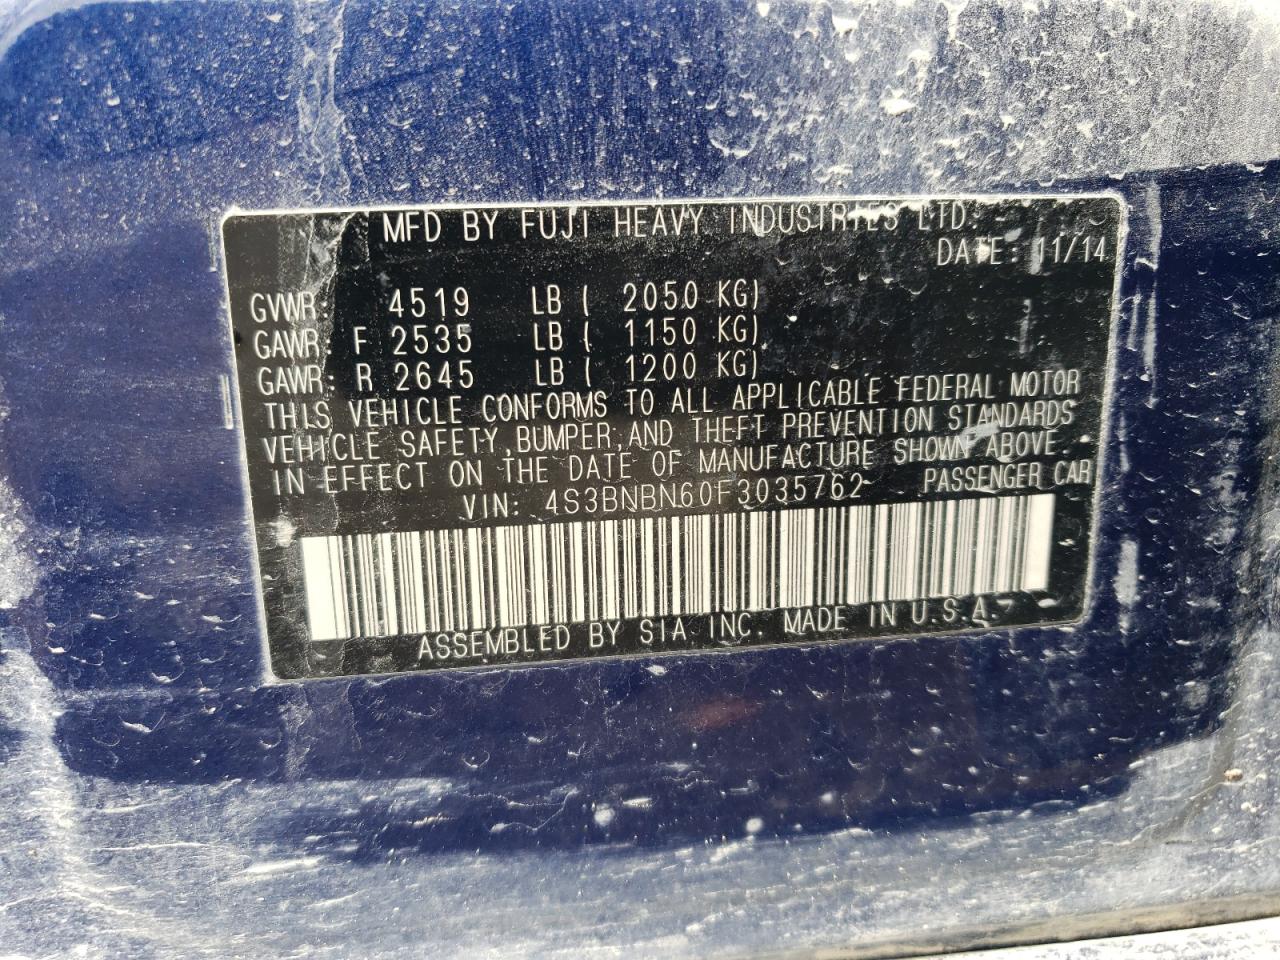 MFD BY FUJI HEAVY INDUSTRIES LTD.
DATE: 11/14
GVWR: 4519 LB ( 2050 KG)
GAWR: F 2535 LB ( 1150 KG)
GAWR: R 2645 LB ( 1200 KG)
THIS VEHICLE CONFORMS TO ALL APPLICABLE FEDERAL MOTOR
VEHICLE SAFETY,BUMPER,AND THEFT PREVENTION STANDARDS
IN EFFECT ON THE DATE OF MANUFACTURE SHOWN ABOVE.
VIN: 4S3BNBN60F3035762 PASSENGER CAR
ASSEMBLED BY SIA INC. MADE IN U.S.A.